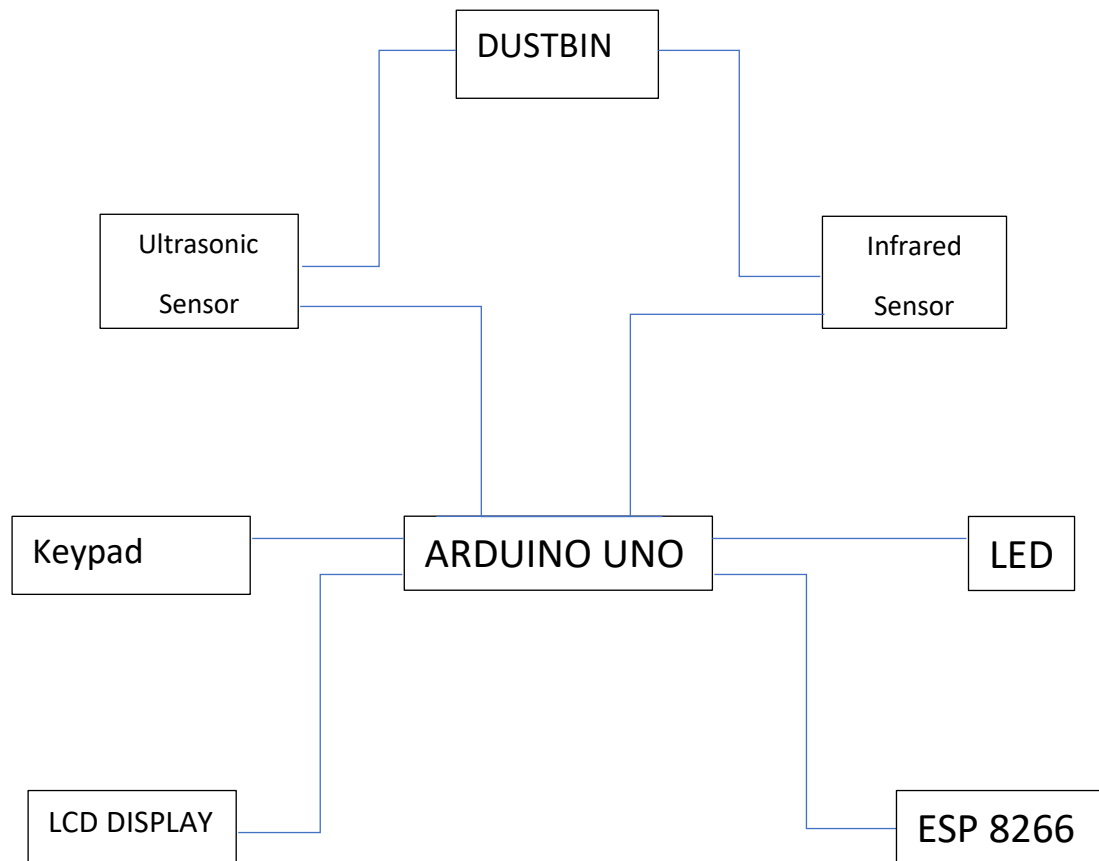 DUSTBIN
Ultrasonic
Sensor
Infrared
Sensor
Keypad
ARDUINO UNO
LED
LCD DISPLAY
ESP 8266